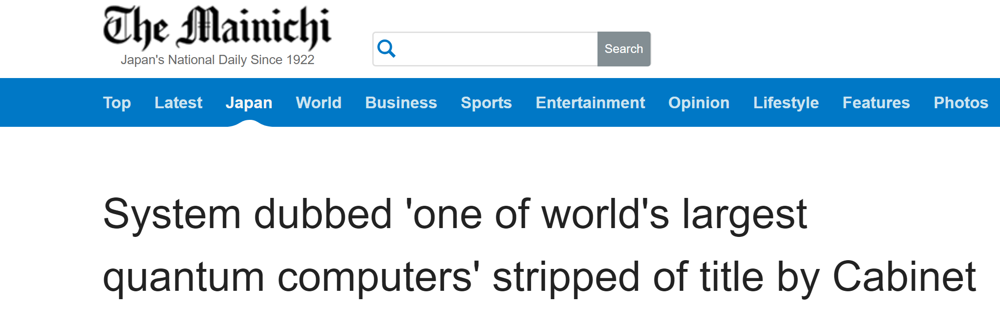 The Mainichi
Japan's National Daily Since 1922
Search
Top Latest Japan World Business Sports Entertainment Opinion Lifestyle Features Photos
System dubbed 'one of world's largest
quantum computers' stripped of title by Cabinet